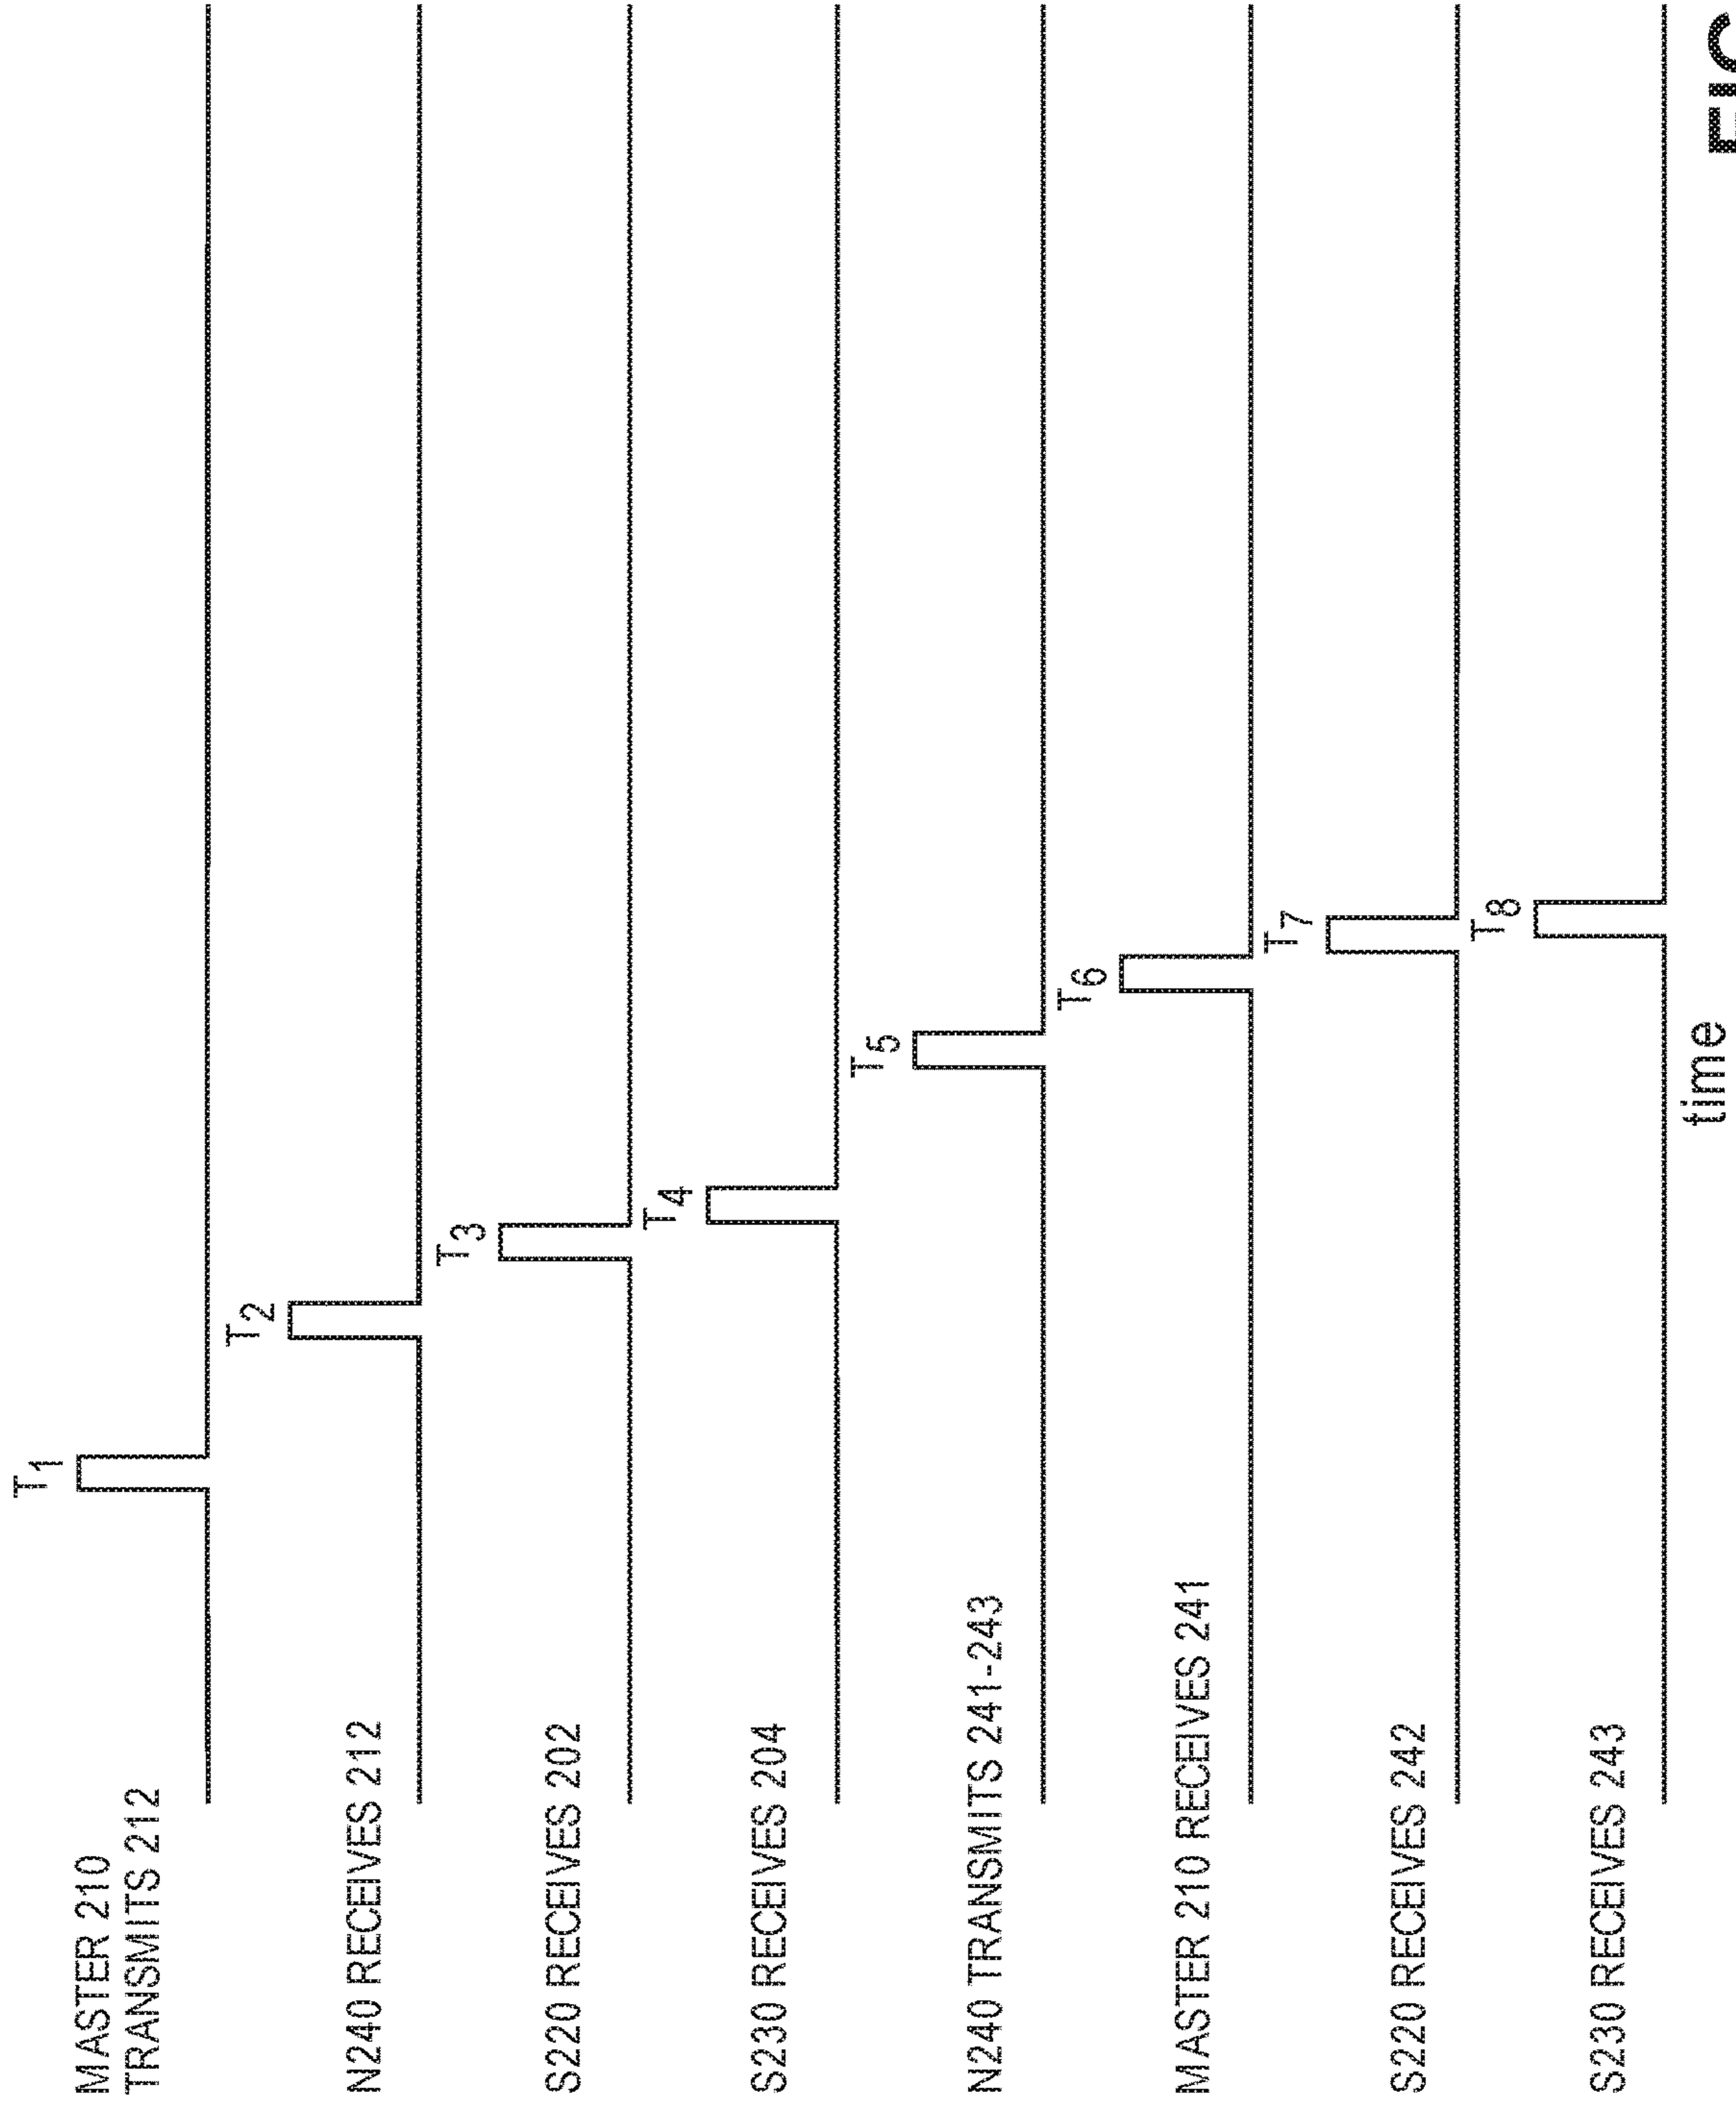 MASTER 210
TRANSMITS 212
T1
N240 RECEIVES 212
T2
S220 RECEIVES 202
T3
S230 RECEIVES 204
T4
N240 TRANSMITS 241-243
T5
MASTER 210 RECEIVES 241
T6
S220 RECEIVES 242
T7
S230 RECEIVES 243
T8
time